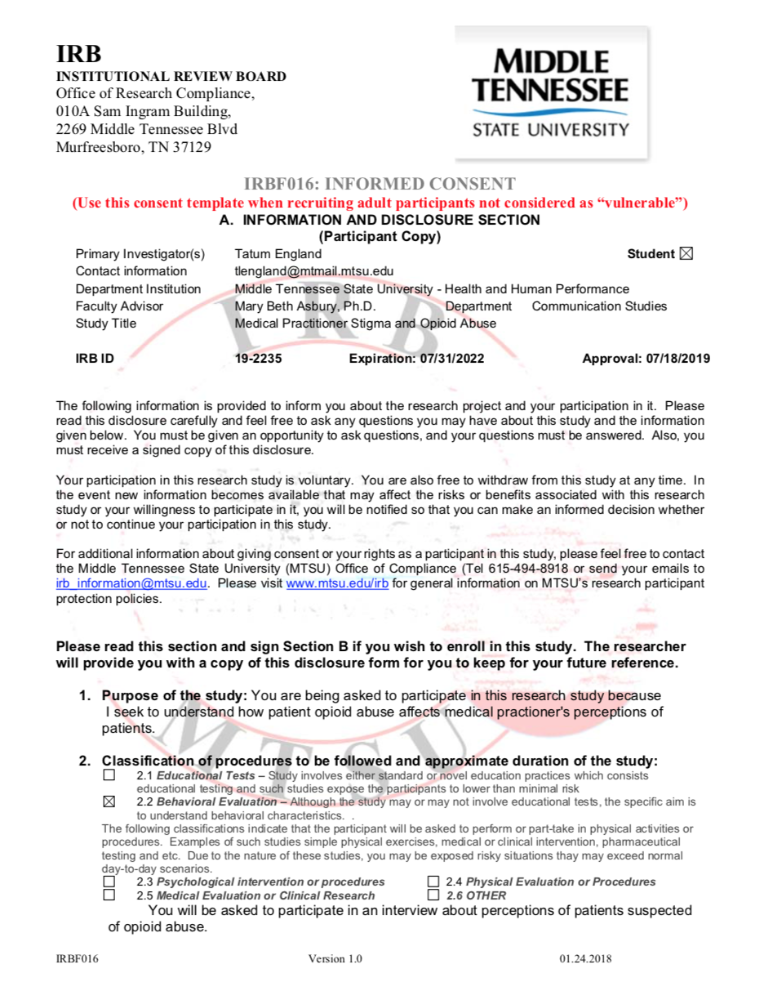 IRB
INSTITUTIONAL REVIEW BOARD
Office of Research Compliance,
010A Sam Ingram Building,
2269 Middle Tennessee Blvd
Murfreesboro, TN 37129
MIDDLE
TENNESSEE
STATE UNIVERSITY
IRBF016: INFORMED CONSENT
(Use this consent template when recruiting adult participants not considered as “vulnerable”)
A. INFORMATION AND DISCLOSURE SECTION
(Participant Copy)
Primary Investigator(s) Tatum England Student ☒
Contact information tlengland@mtmail.mtsu.edu
Department Institution Middle Tennessee State University - Health and Human Performance
Faculty Advisor Mary Beth Asbury, Ph.D. Department Communication Studies
Study Title Medical Practitioner Stigma and Opioid Abuse
IRB ID 19-2235 Expiration: 07/31/2022 Approval: 07/18/2019
The following information is provided to inform you about the research project and your participation in it. Please
read this disclosure carefully and feel free to ask any questions you may have about this study and the information
given below. You must be given an opportunity to ask questions, and your questions must be answered. Also, you
must receive a signed copy of this disclosure.
Your participation in this research study is voluntary. You are also free to withdraw from this study at any time. In
the event new information becomes available that may affect the risks or benefits associated with this research
study or your willingness to participate in it, you will be notified so that you can make an informed decision whether
or not to continue your participation in this study.
For additional information about giving consent or your rights as a participant in this study, please feel free to contact
the Middle Tennessee State University (MTSU) Office of Compliance (Tel 615-494-8918 or send your emails to
irb_information@mtsu.edu. Please visit www.mtsu.edu/irb for general information on MTSU's research participant
protection policies.
Please read this section and sign Section B if you wish to enroll in this study. The researcher
will provide you with a copy of this disclosure form for you to keep for your future reference.
1. Purpose of the study: You are being asked to participate in this research study because
I seek to understand how patient opioid abuse affects medical practioner's perceptions of
patients.
2. Classification of procedures to be followed and approximate duration of the study:
☐ 2.1 Educational Tests – Study involves either standard or novel education practices which consists
educational testing and such studies expose the participants to lower than minimal risk
☒ 2.2 Behavioral Evaluation – Although the study may or may not involve educational tests, the specific aim is
to understand behavioral characteristics. .
The following classifications indicate that the participant will be asked to perform or part-take in physical activities or
procedures. Examples of such studies simple physical exercises, medical or clinical intervention, pharmaceutical
testing and etc. Due to the nature of these studies, you may be exposed risky situations thay may exceed normal
day-to-day scenarios.
☐ 2.3 Psychological intervention or procedures ☐ 2.4 Physical Evaluation or Procedures
☐ 2.5 Medical Evaluation or Clinical Research ☐ 2.6 OTHER
You will be asked to participate in an interview about perceptions of patients suspected
of opioid abuse.
IRBF016 Version 1.0 01.24.2018
IRB
MTSU